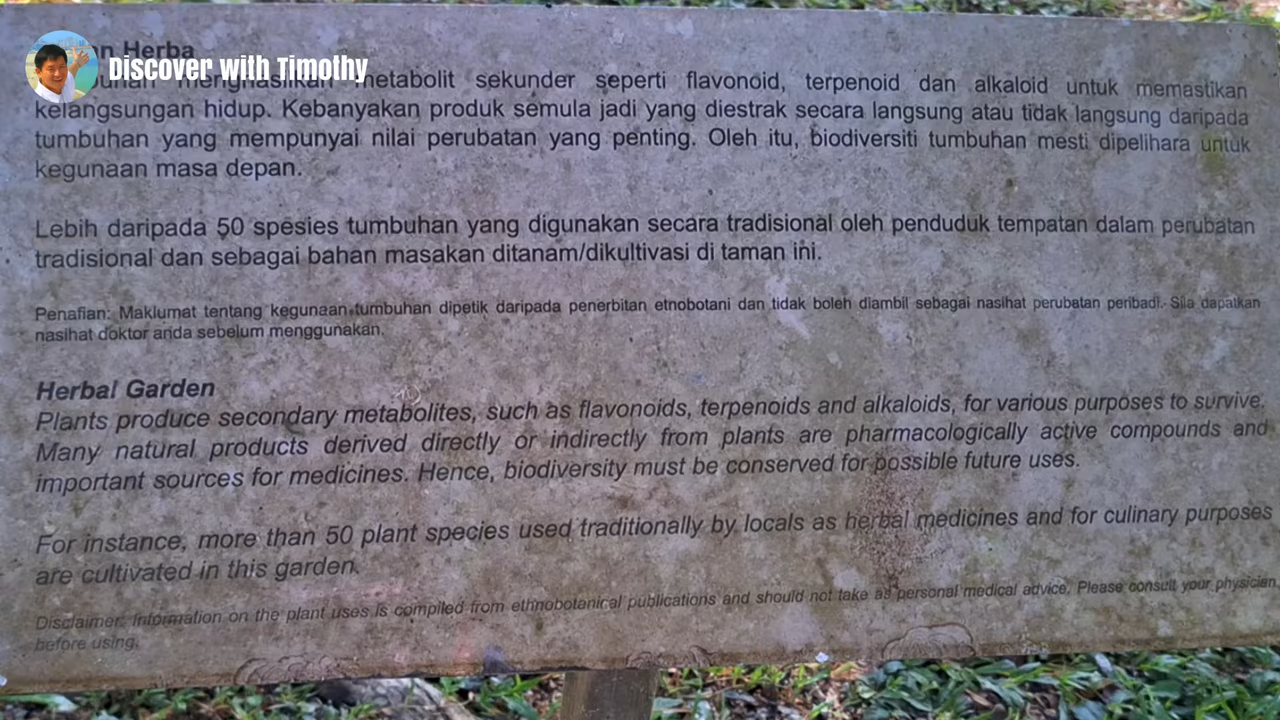 Herba
Discover with Timothy
menghasilkan metabolit sekunder seperti flavonoid, terpenoid dan alkaloid untuk memastikan
kelangsungan hidup. Kebanyakan produk semula jadi yang diestrak secara langsung atau tidak langsung daripada
tumbuhan yang mempunyai nilai perubatan yang penting. Oleh itu, biodiversiti tumbuhan mesti dipelihara untuk
kegunaan masa depan.
Lebih daripada 50 spesies tumbuhan yang digunakan secara tradisional oleh penduduk tempatan dalam perubatan
tradisional dan sebagai bahan masakan ditanam/dikultivasi di taman ini.
Penafian: Maklumat tentang kegunaan tumbuhan dipetik daripada penerbitan etnobotani dan tidak boleh diambil sebagai nasihat perubatan peribadi. Sila dapatkan
nasihat doktor anda sebelum menggunakan.
Herbal Garden
Plants produce secondary metabolites, such as flavonoids, terpenoids and alkaloids, for various purposes to survive.
Many natural products derived directly or indirectly from plants are pharmacologically active compounds and
important sources for medicines. Hence, biodiversity must be conserved for possible future uses.
For instance, more than 50 plant species used traditionally by locals as herbal medicines and for culinary purposes
are cultivated in this garden.
Disclaimer: Information on the plant uses is compiled from ethnobotanical publications and should not take as personal medical advice. Please consult your physician
before using.